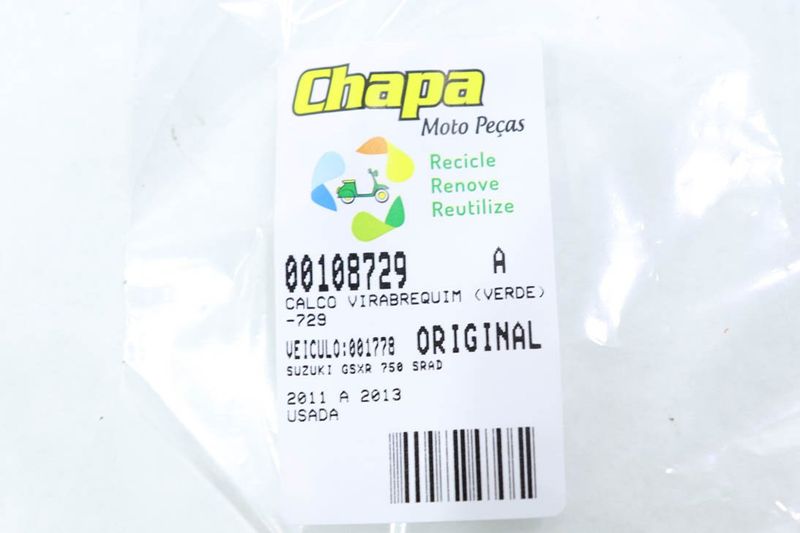 Chapa
Moto Peças
Recicle
Renove
Reutilize
00108729 A
CALCO VIRABREQUIM (VERDE)
-729
VEICULO:001778 ORIGINAL
SUZUKI GSXR 750 SRAD
2011 A 2013
USADA